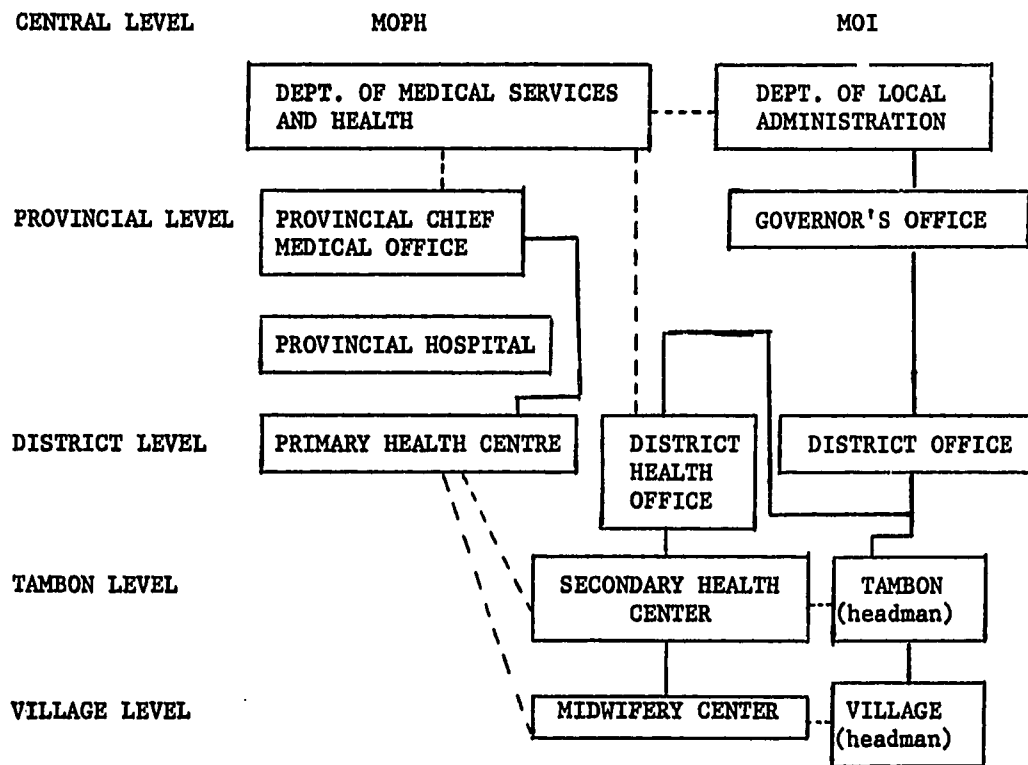 CENTRAL LEVEL MOPH MOI
DEPT. OF MEDICAL SERVICES
AND HEALTH
DEPT. OF LOCAL
ADMINISTRATION
PROVINCIAL LEVEL
PROVINCIAL CHIEF
MEDICAL OFFICE
GOVERNOR'S OFFICE
PROVINCIAL HOSPITAL
DISTRICT LEVEL
PRIMARY HEALTH CENTRE
DISTRICT
HEALTH
OFFICE
DISTRICT OFFICE
TAMBON LEVEL
SECONDARY HEALTH
CENTER
TAMBON
(headman)
VILLAGE LEVEL
MIDWIFERY CENTER
VILLAGE
(headman)